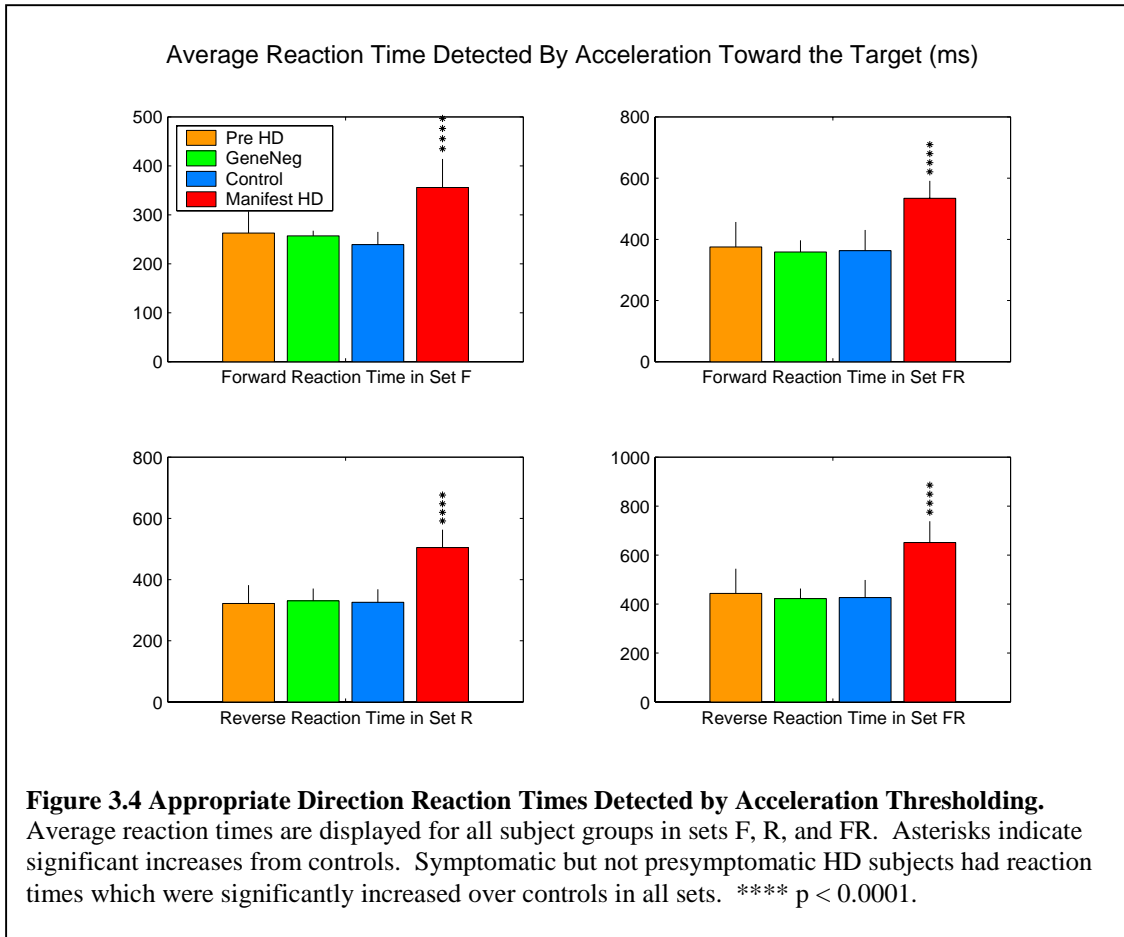 Average Reaction Time Detected By Acceleration Toward the Target (ms)
500
400
300
200
100
0
Pre HD
GeneNeg
Control
Manifest HD
****
Forward Reaction Time in Set F
800
600
400
200
0
****
Forward Reaction Time in Set FR
800
600
400
200
0
****
Reverse Reaction Time in Set R
1000
800
600
400
200
0
****
Reverse Reaction Time in Set FR
Figure 3.4 Appropriate Direction Reaction Times Detected by Acceleration Thresholding.
Average reaction times are displayed for all subject groups in sets F, R, and FR. Asterisks indicate
significant increases from controls. Symptomatic but not presymptomatic HD subjects had reaction
times which were significantly increased over controls in all sets. **** p < 0.0001.